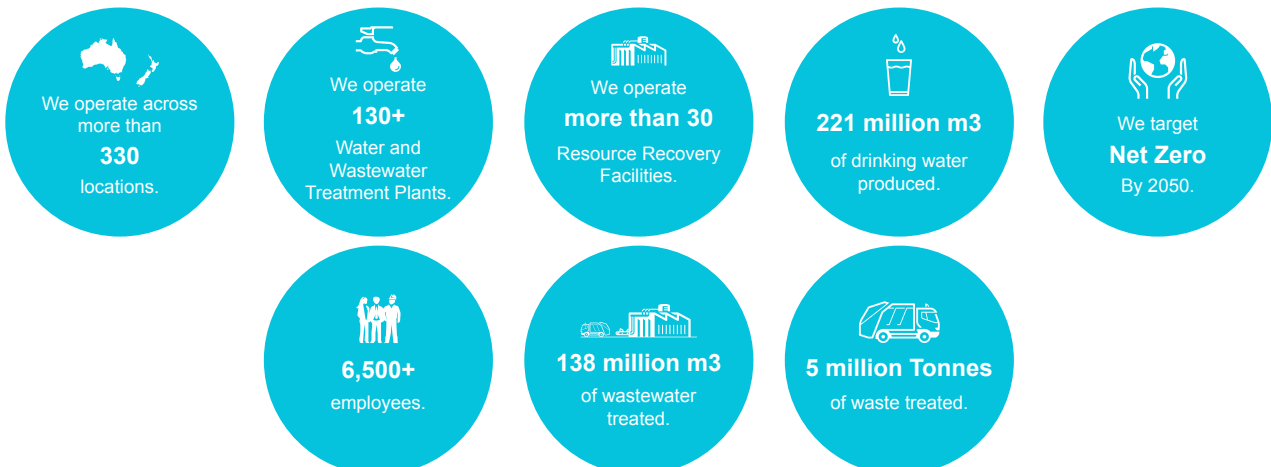 We operate across
more than
330
locations.
We operate
130+
Water and
Wastewater
Treatment Plants.
We operate
more than 30
Resource Recovery
Facilities.
221 million m3
of drinking water
produced.
We target
Net Zero
By 2050.
6,500+
employees.
138 million m3
of wastewater
treated.
5 million Tonnes
of waste treated.